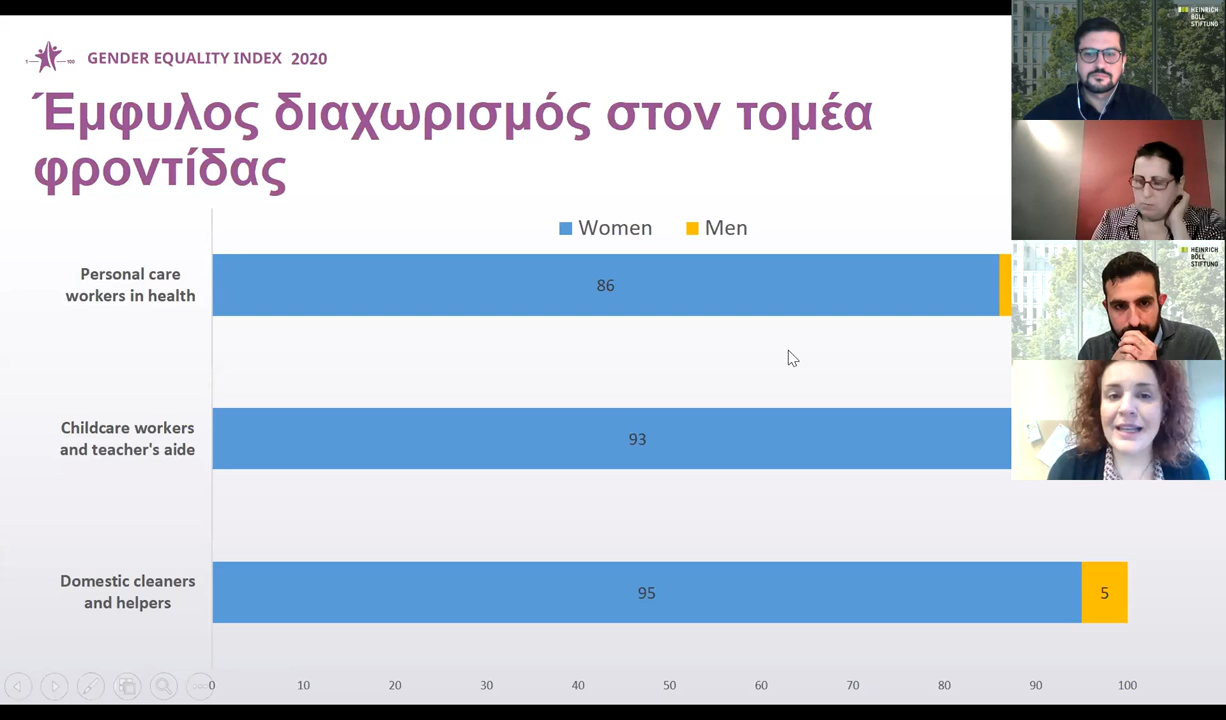 GENDER EQUALITY INDEX 2020
1 100
Έμφυλος διαχωρισμός στον τομέα
φροντίδας
Women Men
Personal care
workers in health
86
Childcare workers
and teacher's aide
93
Domestic cleaners
and helpers
95 5
0 10 20 30 40 50 60 70 80 90 100
HEINRICH
BÖLL
STIFTUNG
HEINRICH
BÖLL
STIFTUNG